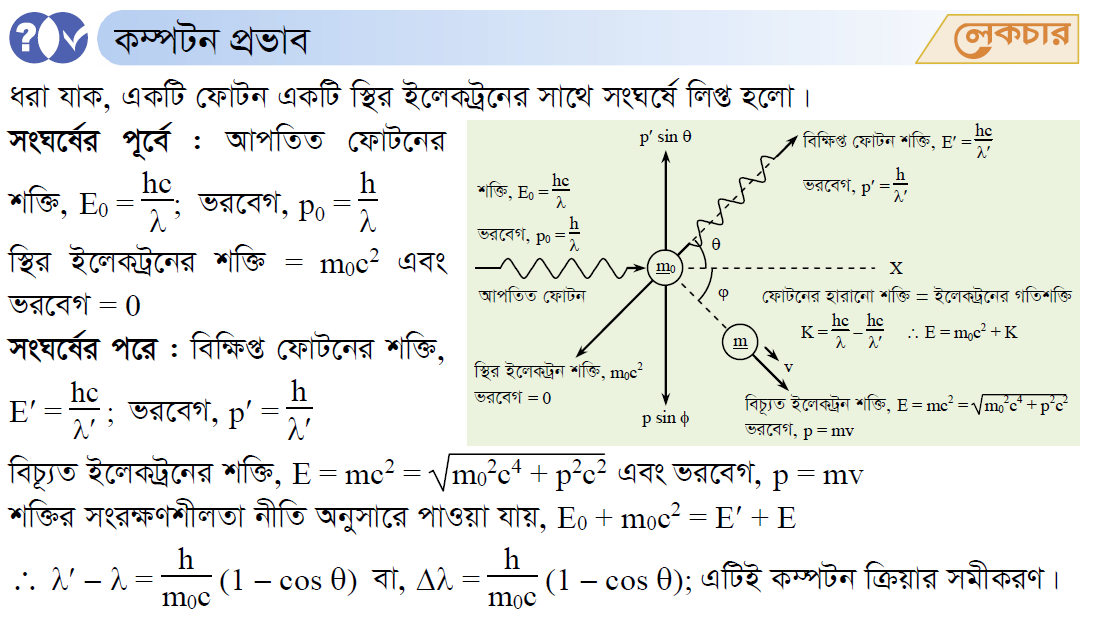 কম্পটন প্রভাব
লেকচার
ধরা যাক, একটি ফোটন একটি স্থির ইলেকট্রনের সাথে সংঘর্ষে লিপ্ত হলো।
সংঘর্ষের পূর্বে : আপতিত ফোটনের
শক্তি, E₀ = hc/λ; ভরবেগ, p₀ = h/λ
স্থির ইলেকট্রনের শক্তি = m₀c² এবং
ভরবেগ = 0
সংঘর্ষের পরে : বিক্ষিপ্ত ফোটনের শক্তি,
E′ = hc/λ′ ; ভরবেগ, p′ = h/λ′
p′ sin θ
বিক্ষিপ্ত ফোটন শক্তি, E′ = hc/λ′
ভরবেগ, p′ = h/λ′
শক্তি, E₀ = hc/λ
ভরবেগ, p₀ = h/λ
θ
m₀
X
আপতিত ফোটন
φ
ফোটনের হারানো শক্তি = ইলেকট্রনের গতিশক্তি
K = hc/λ – hc/λ′ ∴ E = m₀c² + K
m
v
স্থির ইলেকট্রন শক্তি, m₀c²
ভরবেগ = 0
p sin ϕ
বিচ্যূত ইলেকট্রন শক্তি, E = mc² = √(m₀²c⁴ + p²c²)
ভরবেগ, p = mv
বিচ্যূত ইলেকট্রনের শক্তি, E = mc² = √(m₀²c⁴ + p²c²) এবং ভরবেগ, p = mv
শক্তির সংরক্ষণশীলতা নীতি অনুসারে পাওয়া যায়, E₀ + m₀c² = E′ + E
∴ λ′ – λ = h/m₀c (1 – cos θ) বা, Δλ = h/m₀c (1 – cos θ); এটিই কম্পটন ক্রিয়ার সমীকরণ।